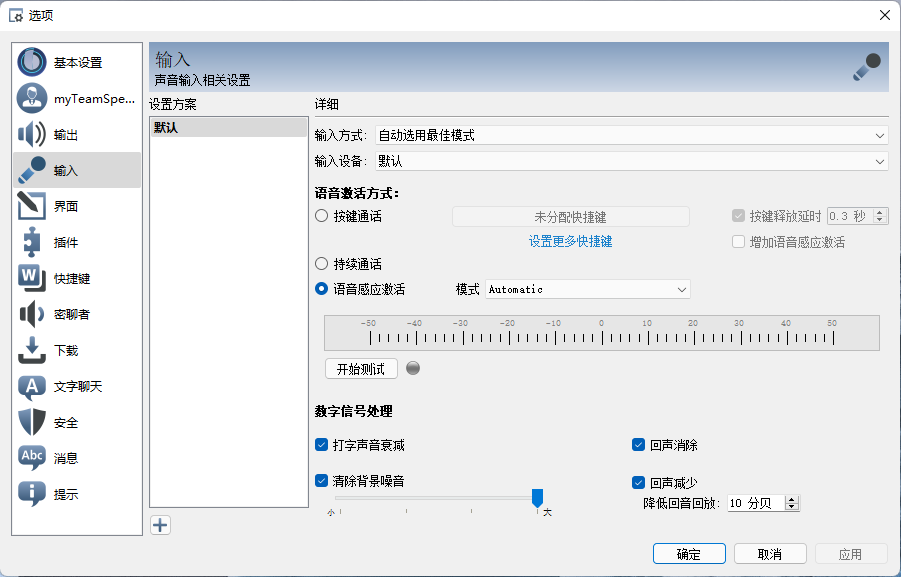 选项
基本设置
myTeamSpe...
输出
输入
界面
插件
快捷键
密聊者
下载
文字聊天
安全
消息
提示
输入
声音输入相关设置
设置方案
默认
详细
输入方式: 自动选用最佳模式
输入设备: 默认
语音激活方式:
按键通话 未分配快捷键 按键释放延时 0.3 秒
设置更多快捷键 增加语音感应激活
持续通话
语音感应激活 模式 Automatic
-50 -40 -30 -20 -10 0 10 20 30 40 50
开始测试
数字信号处理
打字声音衰减 回声消除
清除背景噪音 回声减少
小 大 降低回音回放: 10 分贝
确定 取消 应用